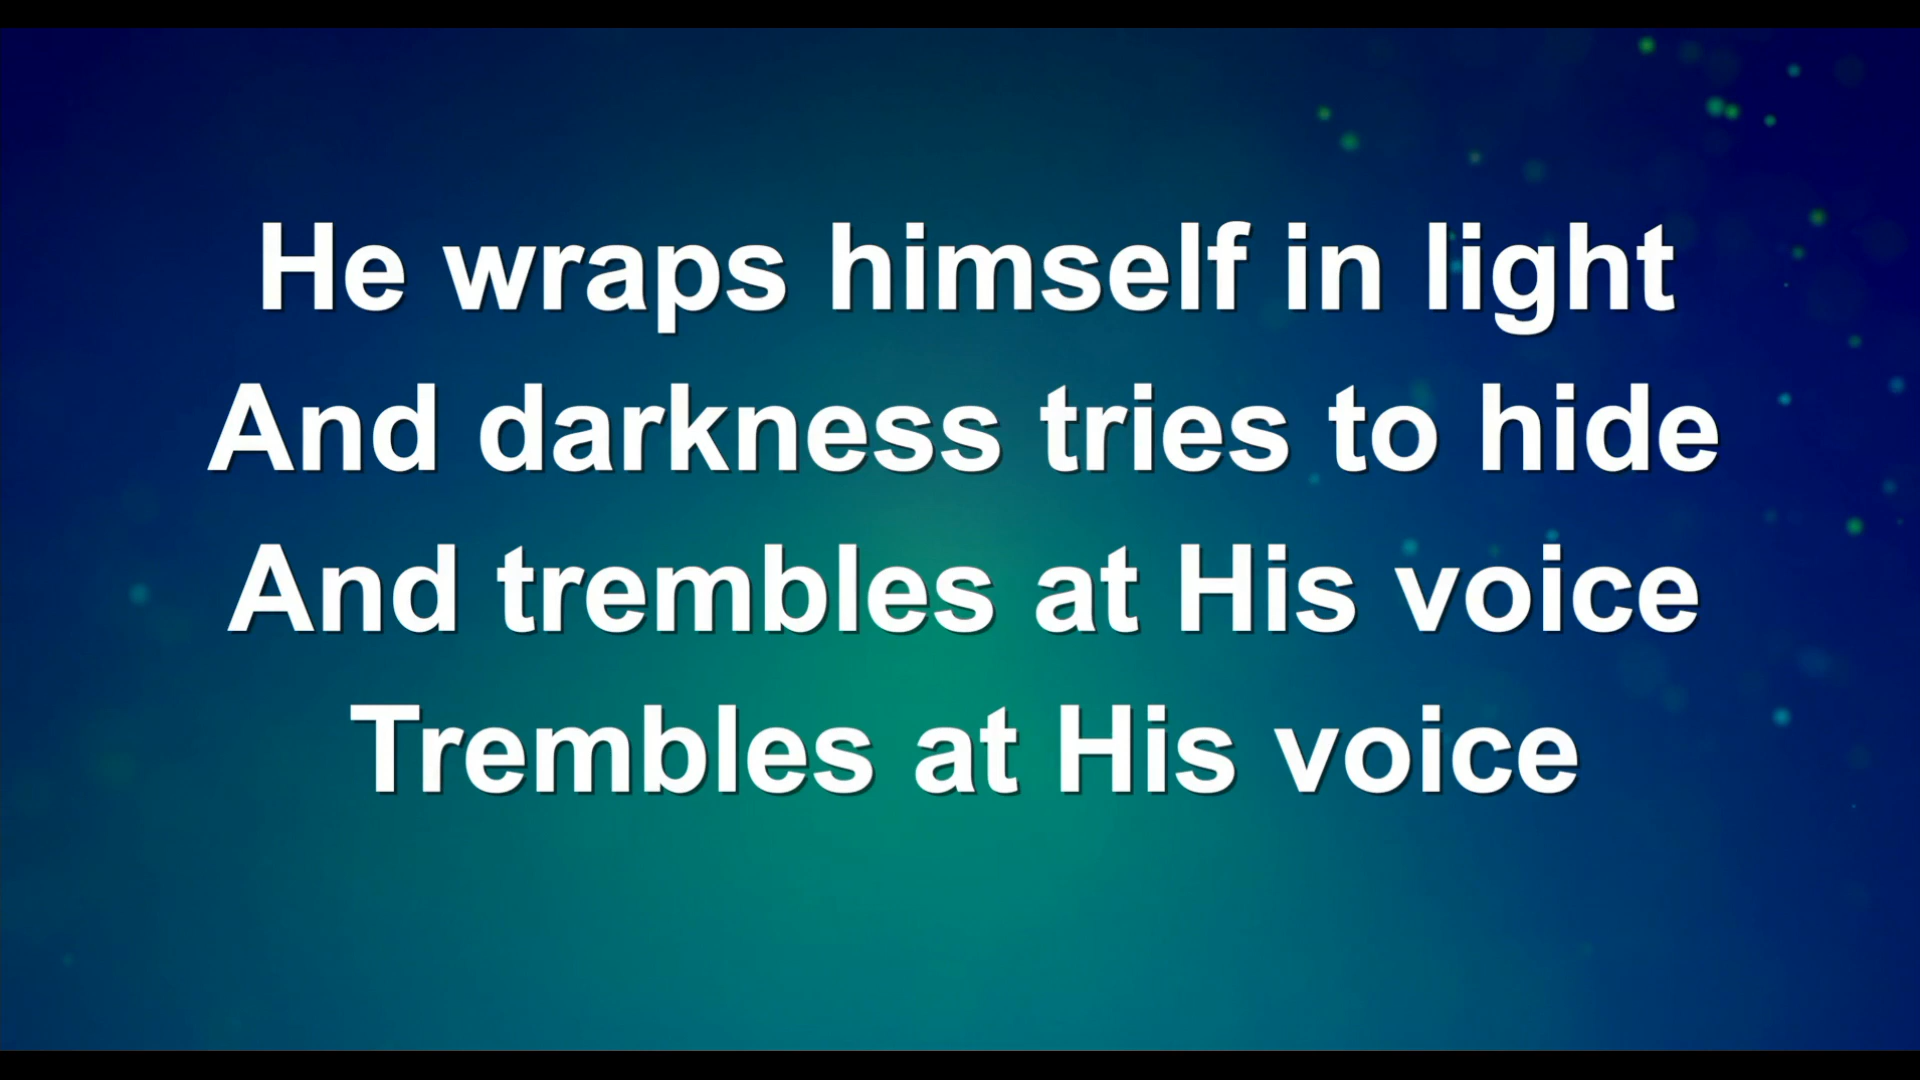 He wraps himself in light
And darkness tries to hide
And trembles at His voice
Trembles at His voice